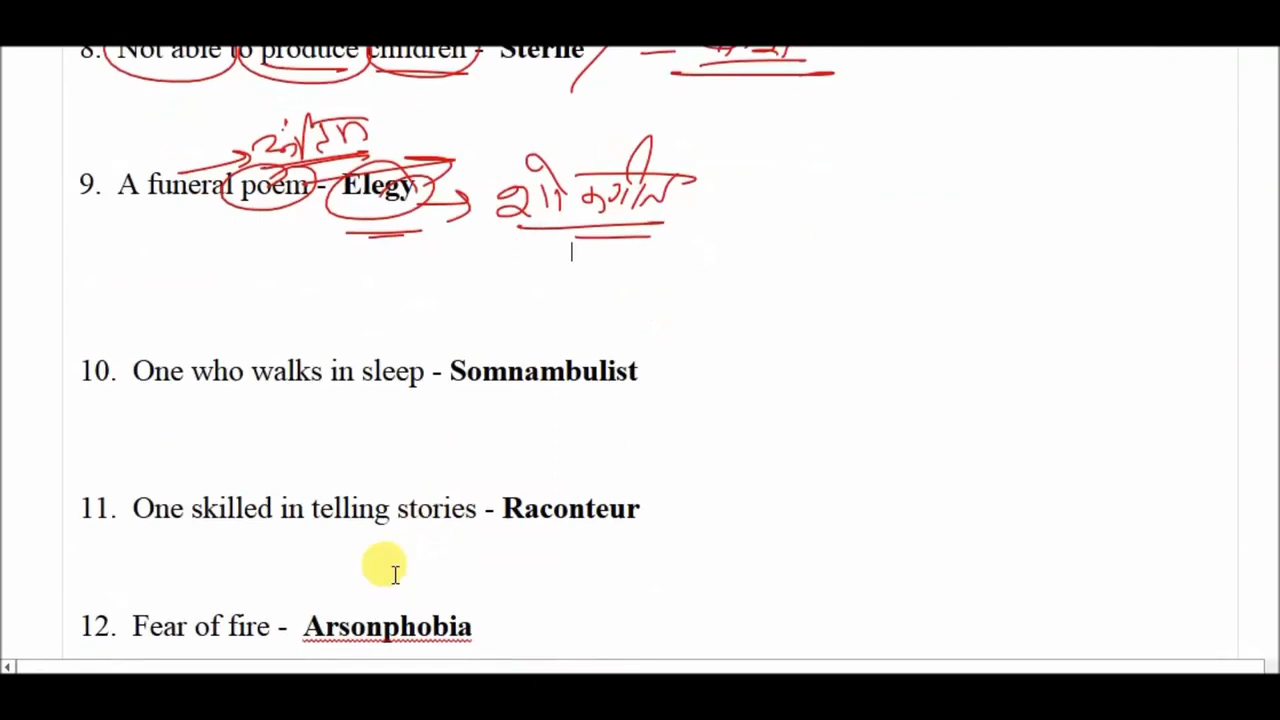 8. Not able to produce children - Sterile
9. A funeral poem - Elegy → शोकगीत
10. One who walks in sleep - Somnambulist
11. One skilled in telling stories - Raconteur
12. Fear of fire - Arsonphobia